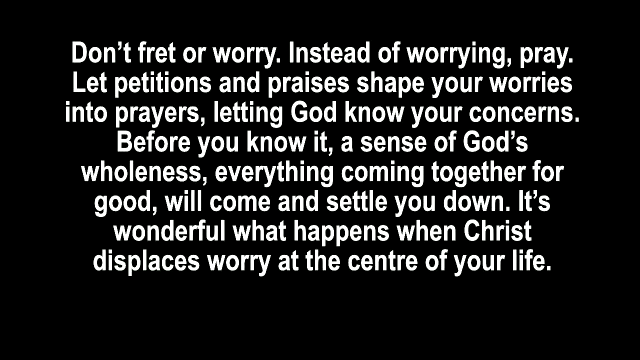 Don’t fret or worry. Instead of worrying, pray.
Let petitions and praises shape your worries
into prayers, letting God know your concerns.
Before you know it, a sense of God’s
wholeness, everything coming together for
good, will come and settle you down. It’s
wonderful what happens when Christ
displaces worry at the centre of your life.